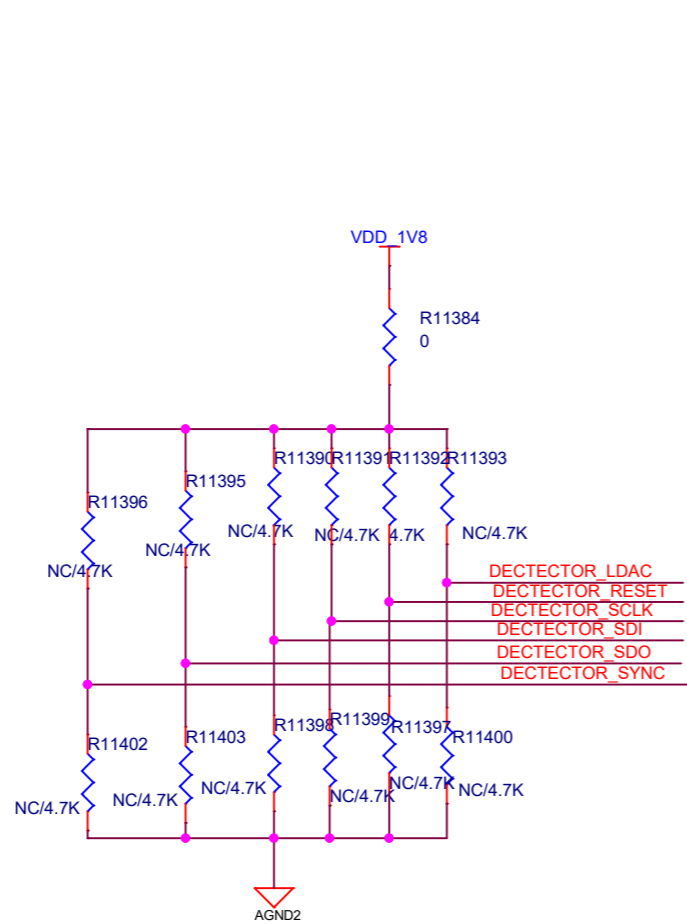 VDD_1V8
R11384
0
R11390
R11391
R11392
R11393
R11395
R11396
NC/4.7K
NC/4.7K
4.7K
NC/4.7K
NC/4.7K
NC/4.7K
DECTECTOR_LDAC
DECTECTOR_RESET
DECTECTOR_SCLK
DECTECTOR_SDI
DECTECTOR_SDO
DECTECTOR_SYNC
R11402
R11403
R11398
R11399
R11397
R11400
NC/4.7K
NC/4.7K
NC/4.7K
NC/4.7K
NC/4.7K
NC/4.7K
AGND2